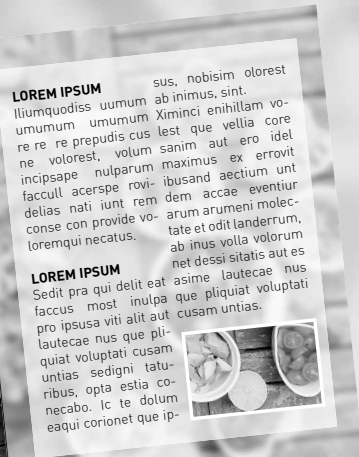 LOREM IPSUM
Iliumquodiss uumum
umumum umumum
re re re prepudis cus
ne volorest, volum
incipsape nulparum
faccull acerspe rovi-
delias nati iunt rem
conse con provide vo-
loremqui necatus.
LOREM IPSUM
Sedit pra qui delit eat
faccus most inulpa
pro ipsusa viti alit aut
lautecae nus que pli-
quiat voluptati cusam
untias sedigni tatu-
ribus, opta estia co-
necabo. Ic te dolum
eaqui corionet que ip-
sus, nobisim olorest
ab inimus, sint.
Ximinci enihillam vo-
lest que vellia core
sanim aut ero idel
maximus ex errovit
ibusand aectium unt
dem accae eventiur
arum arumeni molec-
tate et odit landerrum,
ab inus volla volorum
net dessi sitatis aut es
asime lautecae nus
que pliquiat voluptati
cusam untias.